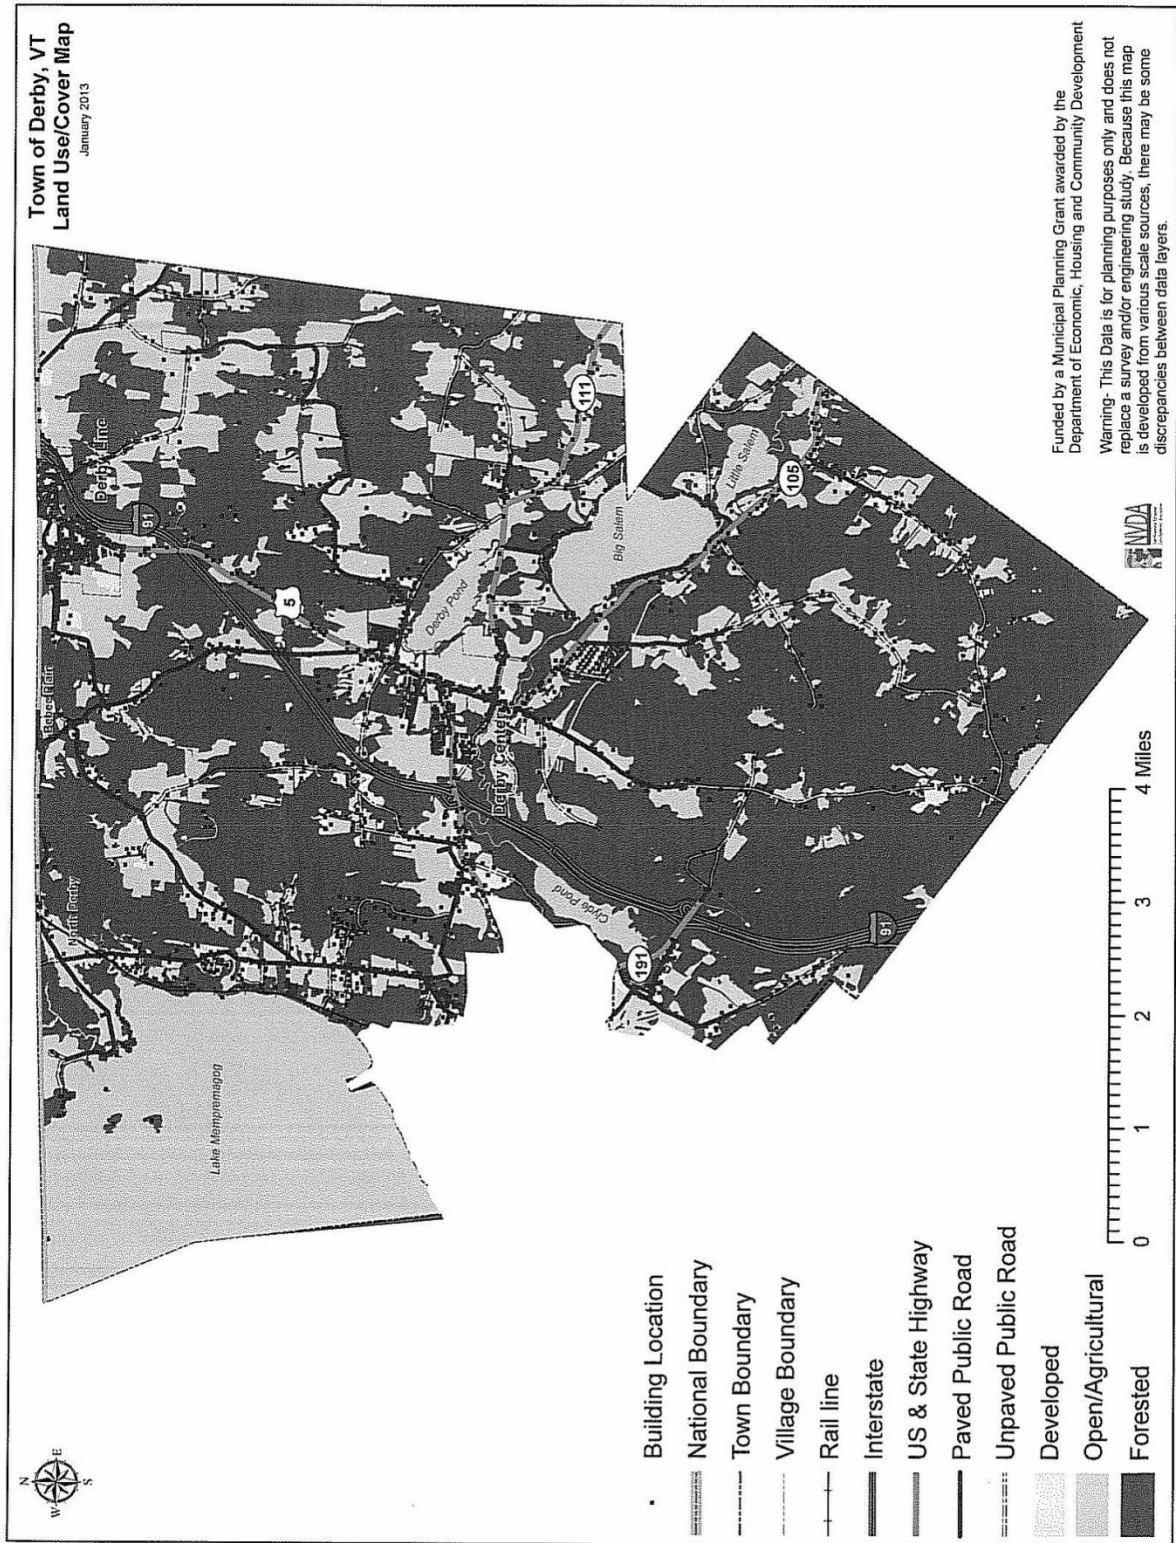 Town of Derby, VT
Land Use/Cover Map
January 2013
N
W
E
S
Derby Line
North Derby
91
5
111
Lake Mempremagog
Derby Pond
Big Salem
Little Salem
105
Derby Center
Clyde Pond
191
91
Building Location
National Boundary
Town Boundary
Village Boundary
Rail line
Interstate
US & State Highway
Paved Public Road
Unpaved Public Road
Developed
Open/Agricultural
Forested
0 1 2 3 4 Miles
NVDA
Funded by a Municipal Planning Grant awarded by the
Department of Economic, Housing and Community Development
Warning- This Data is for planning purposes only and does not
replace a survey and/or engineering study. Because this map
is developed from various scale sources, there may be some
discrepancies between data layers.